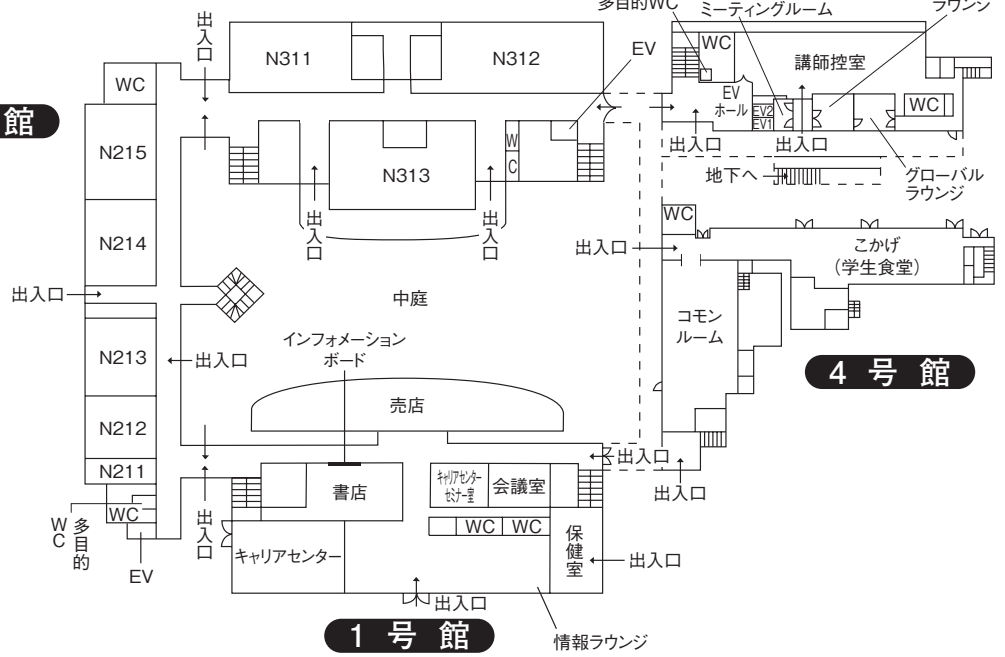 多目的WC
ミーティングルーム
ラウンジ
出入口
N311
N312
EV
WC
講師控室
WC
館
EV
ホール
EV2
EV1
WC
N215
W
C
出入口
出入口
N313
地下へ
グローバル
ラウンジ
N214
出入口
出入口
WC
出入口
こかげ
(学生食堂)
出入口
中庭
コモン
ルーム
インフォメーション
ボード
N213
出入口
4号館
売店
N212
N211
出入口
キャリアセンター
セミナー室
会議室
書店
出入口
WC
多目的
WC
出入口
WC
WC
保健室
キャリアセンター
出入口
EV
出入口
1号館
情報ラウンジ